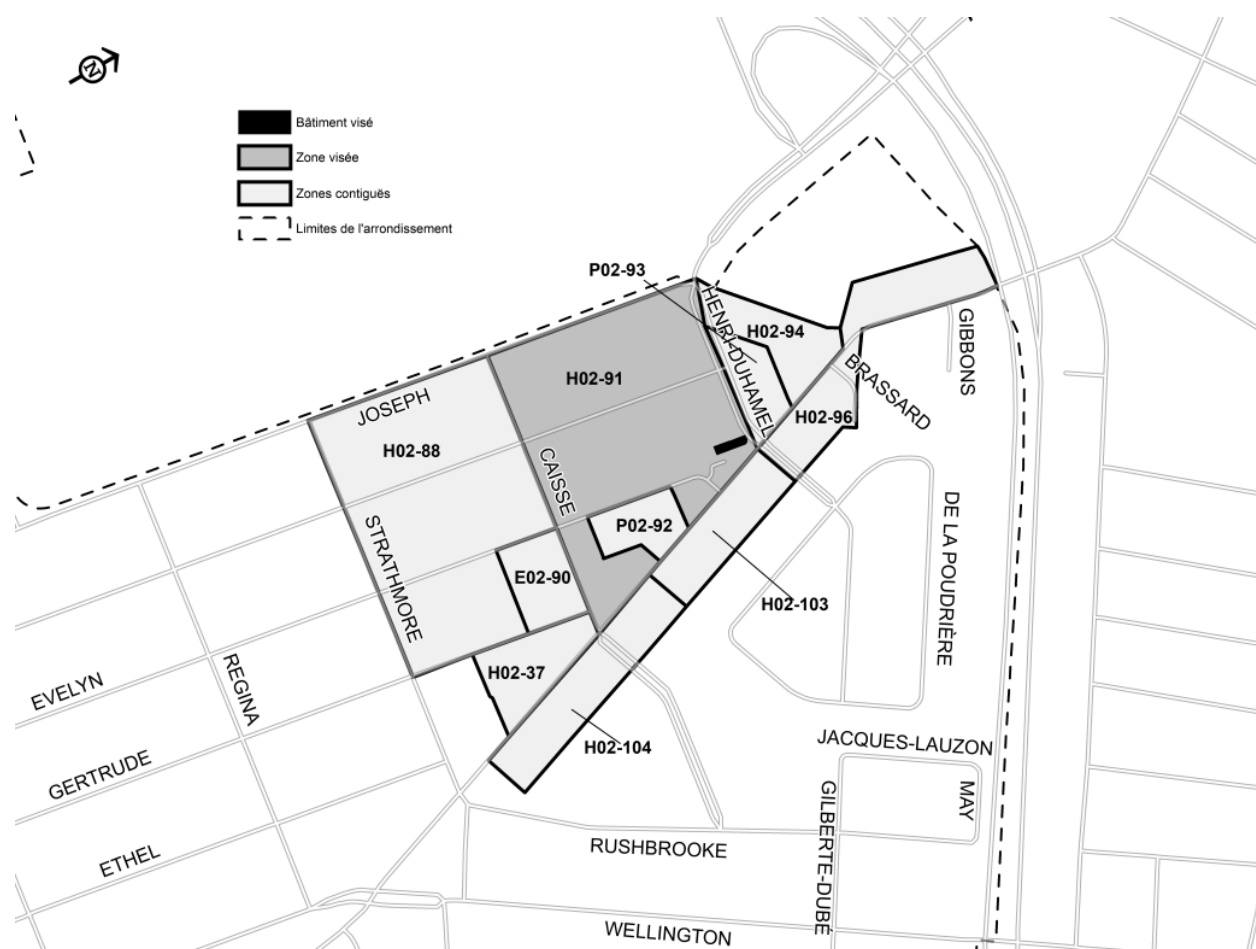 N
Bâtiment visé
Zone visée
Zones contiguës
Limites de l'arrondissement
P02-93
HENRI-DUHAMEL
H02-94
GIBBONS
H02-91
BRASSARD
JOSEPH
H02-96
H02-88
CAISSE
DE LA POUDRIÈRE
STRATHMORE
P02-92
E02-90
H02-103
REGINA
H02-37
EVELYN
H02-104
JACQUES-LAUZON
GERTRUDE
MAY
GILBERTE-DUBE
RUSHBROOKE
ETHEL
WELLINGTON